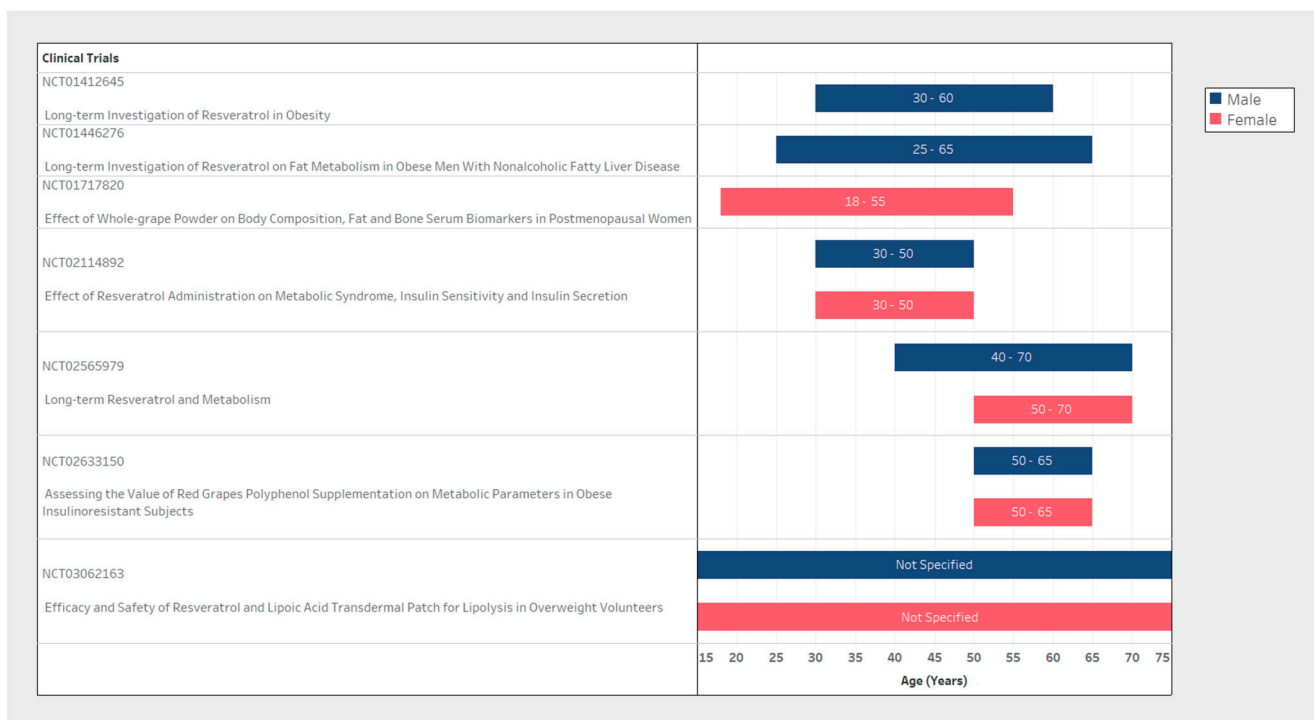 Clinical Trials
NCT01412645
Long-term Investigation of Resveratrol in Obesity
30 - 60
NCT01446276
Long-term Investigation of Resveratrol on Fat Metabolism in Obese Men With Nonalcoholic Fatty Liver Disease
25 - 65
NCT01717820
Effect of Whole-grape Powder on Body Composition, Fat and Bone Serum Biomarkers in Postmenopausal Women
18 - 55
NCT02114892
Effect of Resveratrol Administration on Metabolic Syndrome, Insulin Sensitivity and Insulin Secretion
30 - 50
30 - 50
NCT02565979
Long-term Resveratrol and Metabolism
40 - 70
50 - 70
NCT02633150
Assessing the Value of Red Grapes Polyphenol Supplementation on Metabolic Parameters in Obese
Insulinoresistant Subjects
50 - 65
50 - 65
NCT03062163
Efficacy and Safety of Resveratrol and Lipoic Acid Transdermal Patch for Lipolysis in Overweight Volunteers
Not Specified
Not Specified
15 20 25 30 35 40 45 50 55 60 65 70 75
Age (Years)
Male
Female